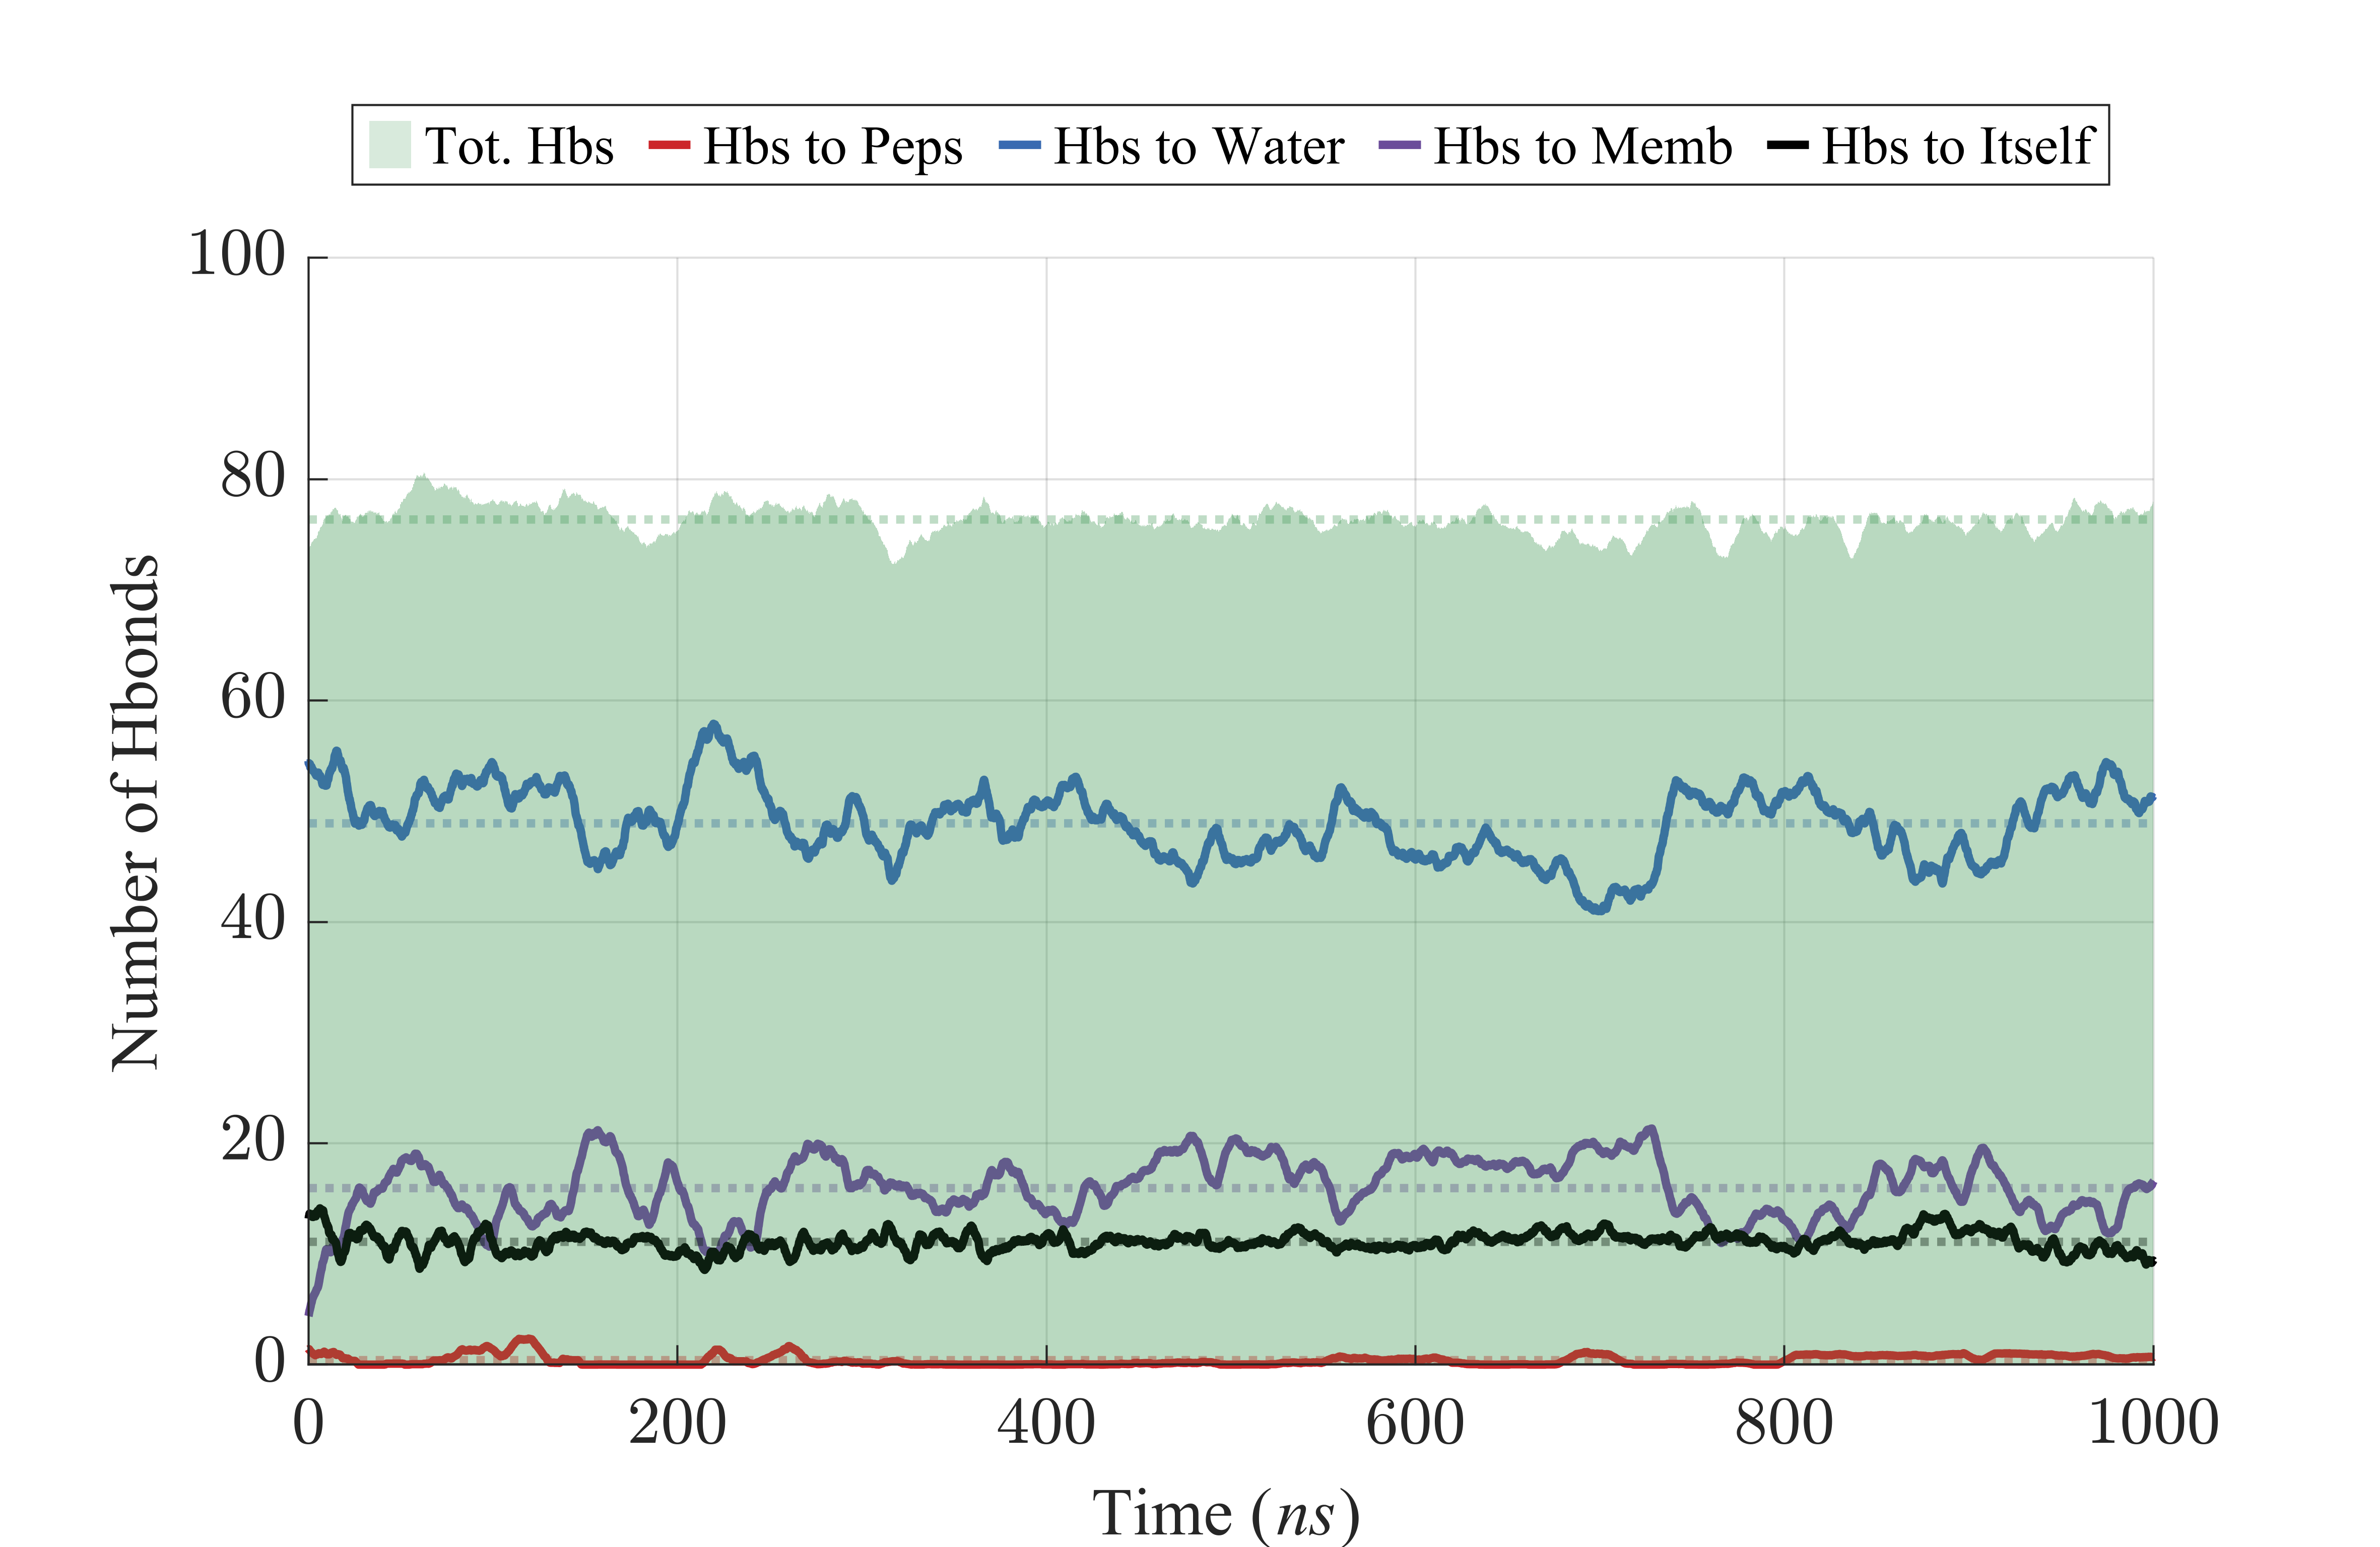 Tot. Hbs Hbs to Peps Hbs to Water Hbs to Memb Hbs to Itself
100
80
60
40
20
0
Number of Hbonds
0 200 400 600 800 1000
Time (ns)